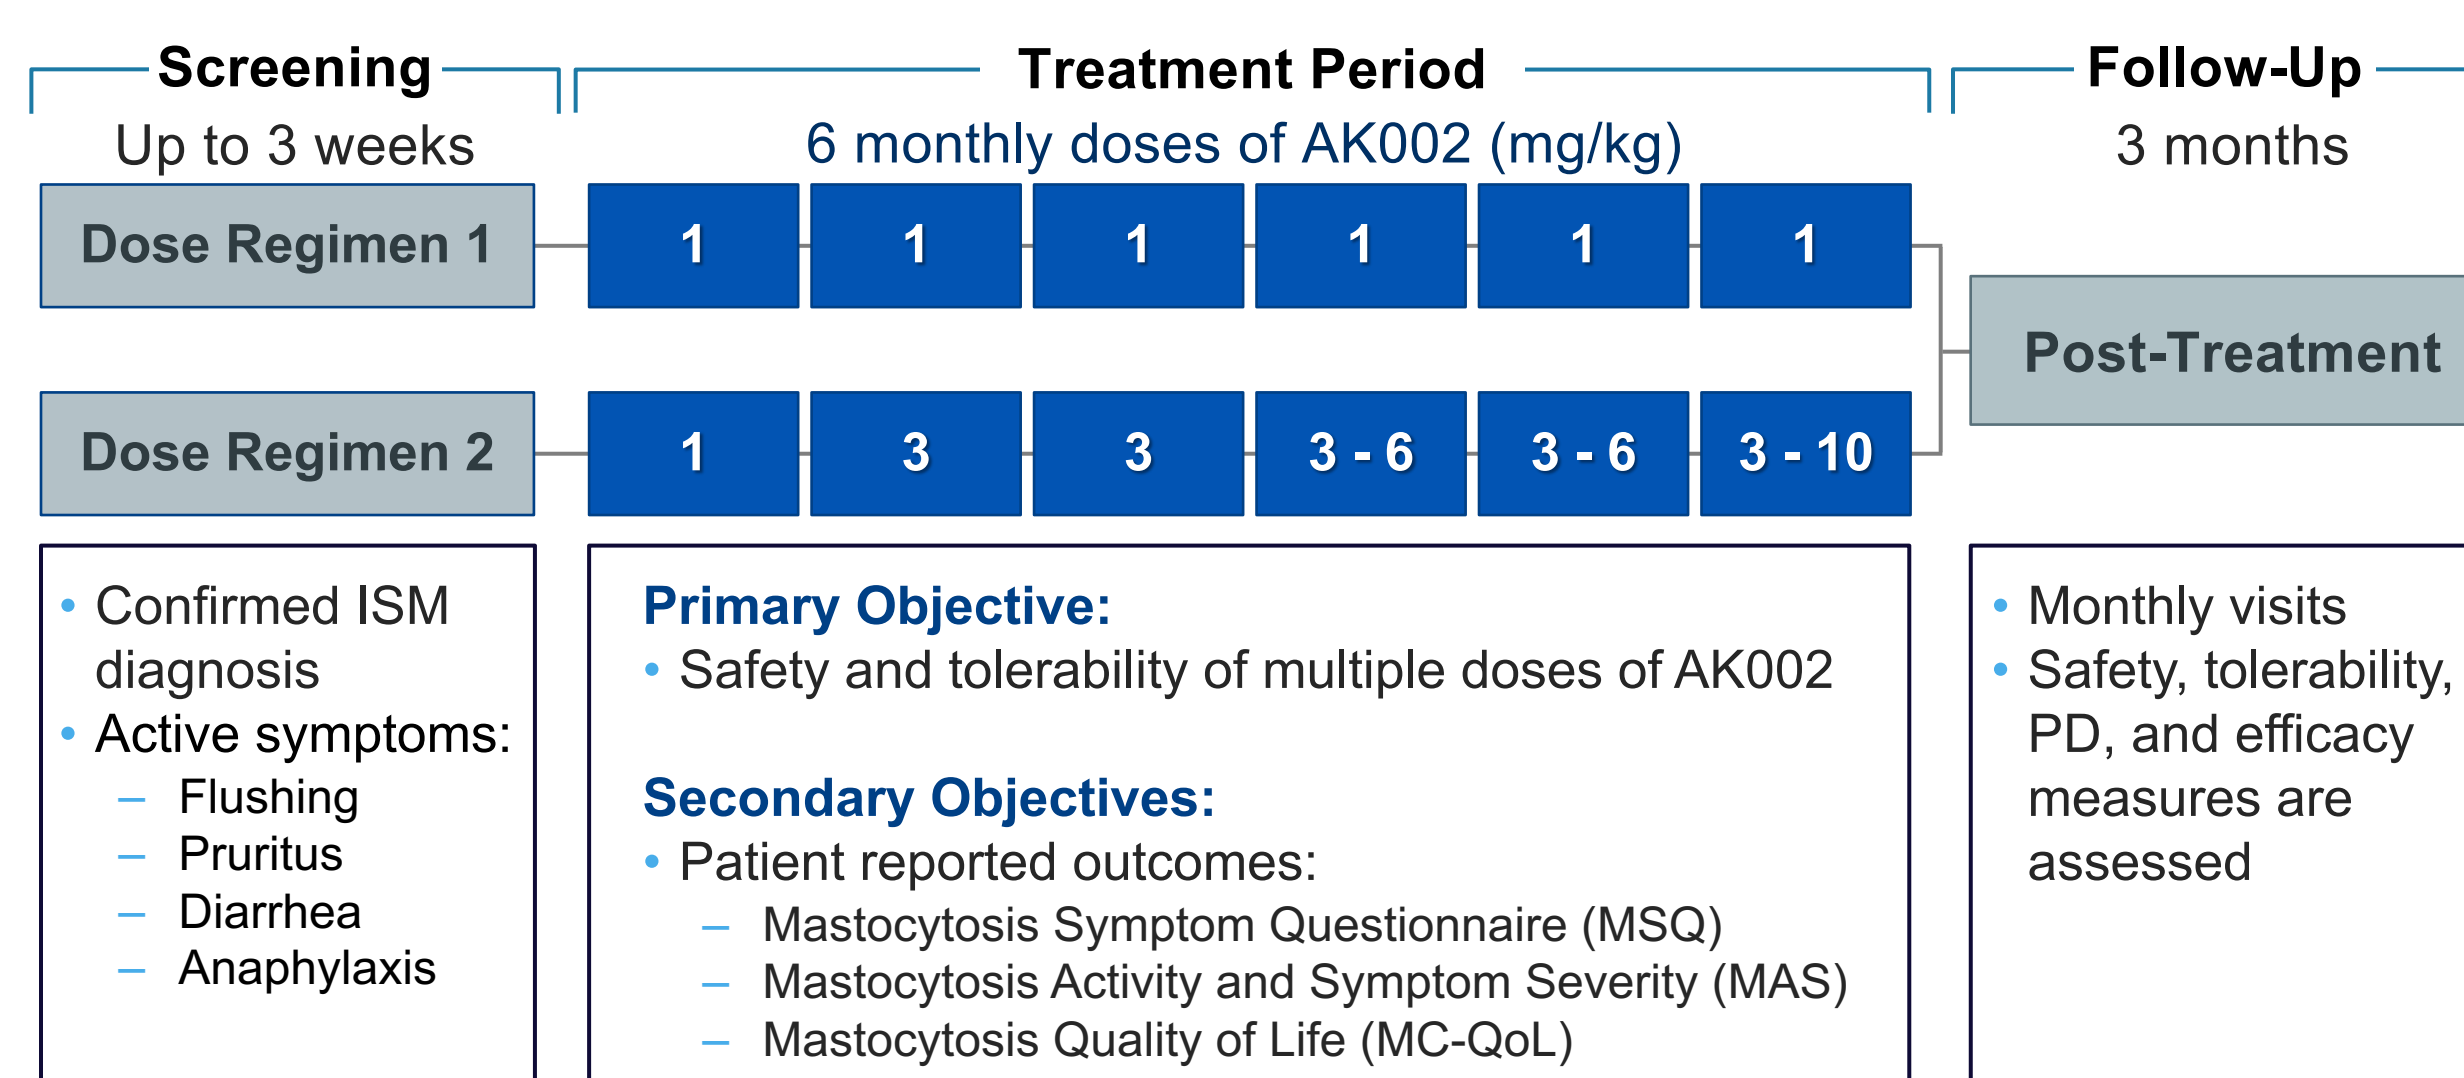 Screening
Up to 3 weeks
Treatment Period
6 monthly doses of AK002 (mg/kg)
Follow-Up
3 months
Dose Regimen 1
1 1 1 1 1 1
Dose Regimen 2
1 3 3 3 - 6 3 - 6 3 - 10
Post-Treatment
• Confirmed ISM
diagnosis
• Active symptoms:
– Flushing
– Pruritus
– Diarrhea
– Anaphylaxis
Primary Objective:
• Safety and tolerability of multiple doses of AK002
Secondary Objectives:
• Patient reported outcomes:
– Mastocytosis Symptom Questionnaire (MSQ)
– Mastocytosis Activity and Symptom Severity (MAS)
– Mastocytosis Quality of Life (MC-QoL)
• Monthly visits
• Safety, tolerability,
PD, and efficacy
measures are
assessed